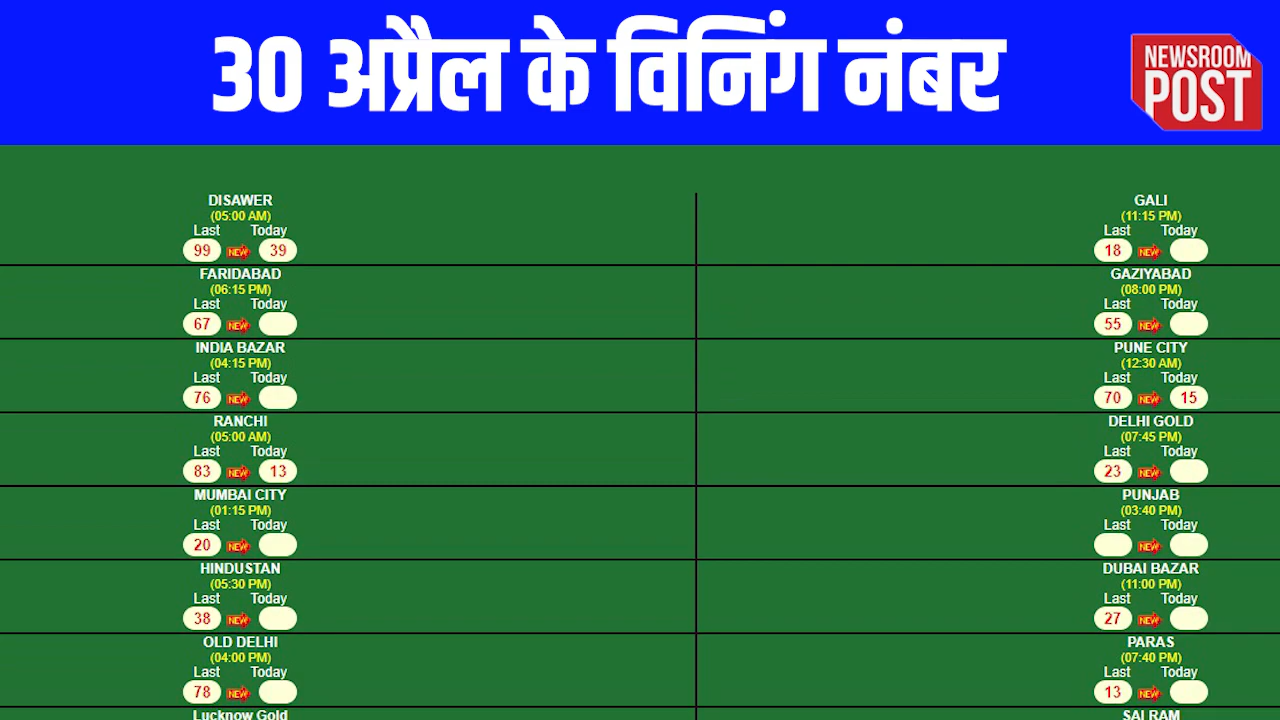 30 अप्रैल के विनिंग नंबर
NEWSROOM
POST
DISAWER
(05:00 AM)
Last Today
99 NEW 39
GALI
(11:15 PM)
Last Today
18 NEW
FARIDABAD
(06:15 PM)
Last Today
67 NEW
GAZIYABAD
(08:00 PM)
Last Today
55 NEW
INDIA BAZAR
(04:15 PM)
Last Today
76 NEW
PUNE CITY
(12:30 AM)
Last Today
70 NEW 15
RANCHI
(05:00 AM)
Last Today
83 NEW 13
DELHI GOLD
(07:45 PM)
Last Today
23 NEW
MUMBAI CITY
(01:15 PM)
Last Today
20 NEW
PUNJAB
(03:40 PM)
Last Today
NEW
HINDUSTAN
(05:30 PM)
Last Today
38 NEW
DUBAI BAZAR
(11:00 PM)
Last Today
27 NEW
OLD DELHI
(04:00 PM)
Last Today
78 NEW
PARAS
(07:40 PM)
Last Today
13 NEW
Lucknow Gold
SAI RAM